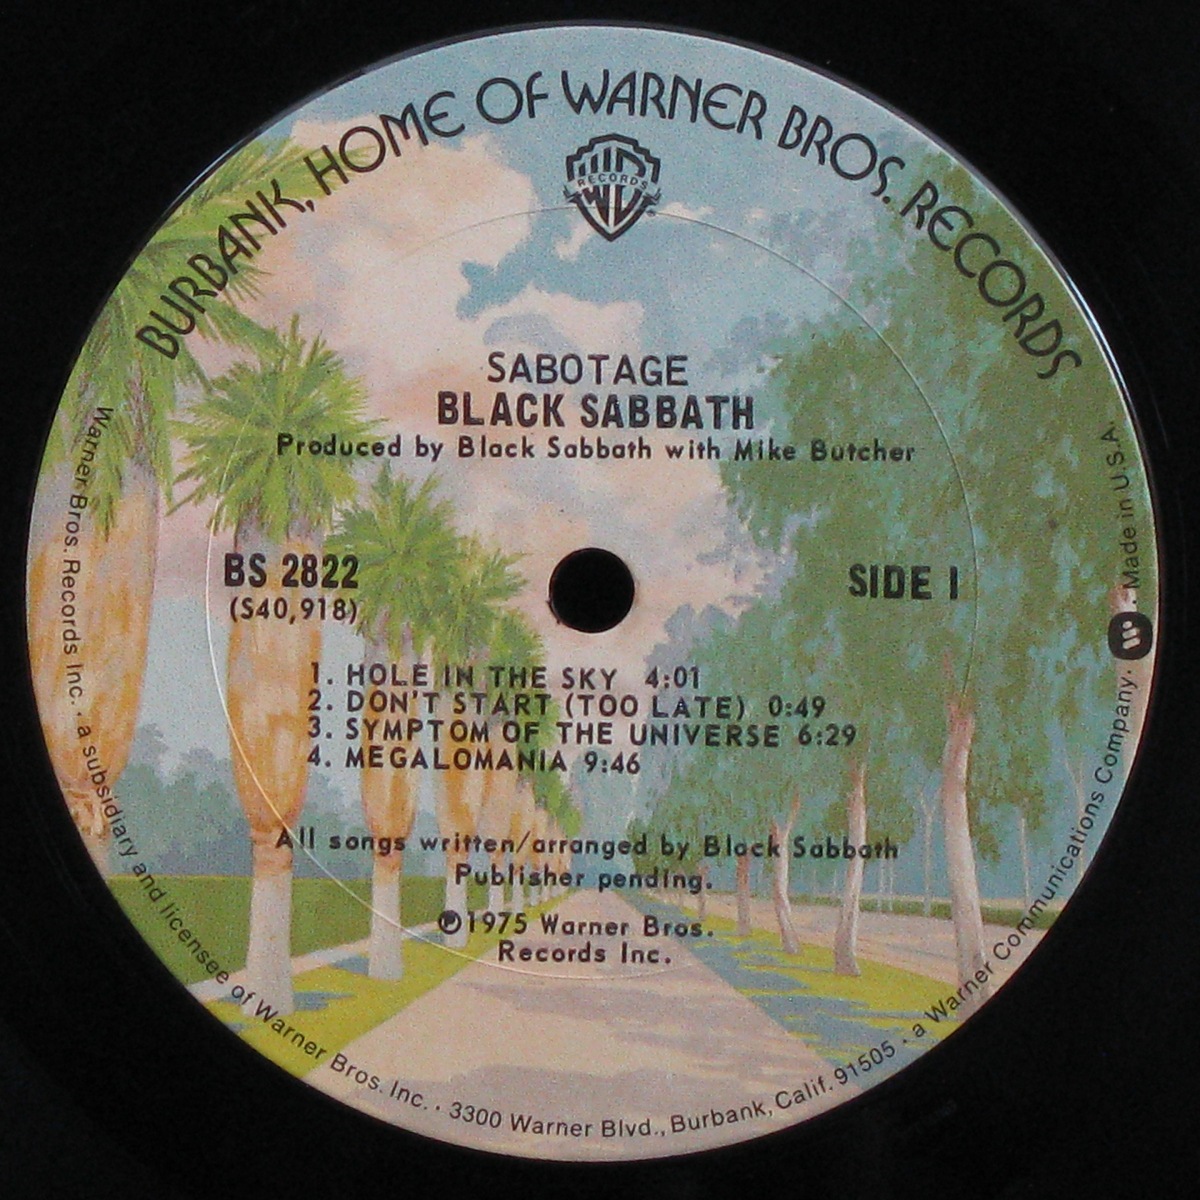 BURBANK, HOME OF WARNER BROS. RECORDS
RECORDS
SABOTAGE
BLACK SABBATH
Produced by Black Sabbath with Mike Butcher
BS 2822
(S40,918)
SIDE 1
1. HOLE IN THE SKY 4:01
2. DON'T START (TOO LATE) 0:49
3. SYMPTOM OF THE UNIVERSE 6:29
4. MEGALOMANIA 9:46
All songs written/arranged by Black Sabbath
Publisher pending.
℗1975 Warner Bros.
Records Inc.
Warner Bros. Records Inc. · a subsidiary and licensee of Warner Bros. Inc. · 3300 Warner Blvd., Burbank, Calif. 91505 · a Warner Communications Company. · Made in U.S.A.